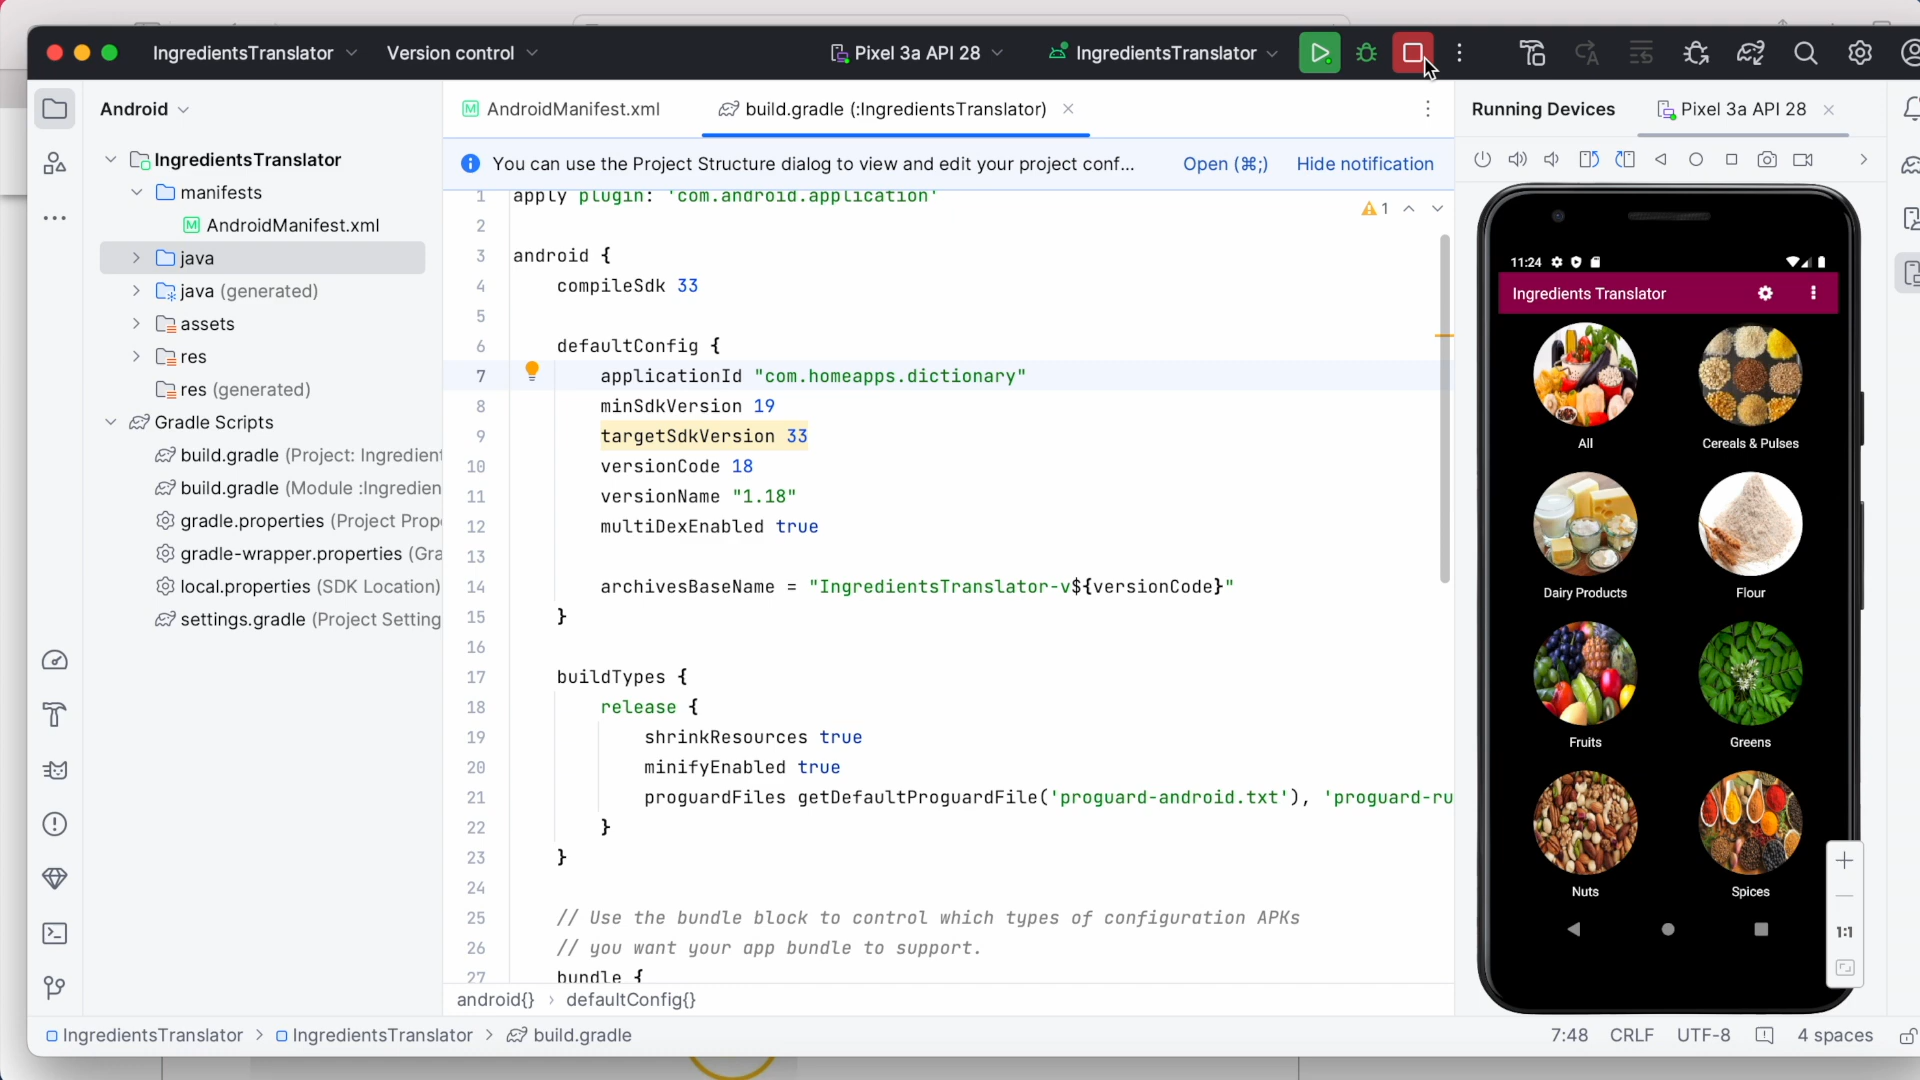 IngredientsTranslator
Version control
Pixel 3a API 28
IngredientsTranslator
Android
AndroidManifest.xml
build.gradle (:IngredientsTranslator)
Running Devices
Pixel 3a API 28
You can use the Project Structure dialog to view and edit your project conf...
Open (⌘;)
Hide notification
IngredientsTranslator
manifests
AndroidManifest.xml
java
java (generated)
assets
res
res (generated)
Gradle Scripts
build.gradle (Project: Ingredient
build.gradle (Module :Ingredien
gradle.properties (Project Prop
gradle-wrapper.properties (Gra
local.properties (SDK Location)
settings.gradle (Project Setting
1 apply plugin: 'com.android.application'
2
3 android {
4 compileSdk 33
5
6 defaultConfig {
7 applicationId "com.homeapps.dictionary"
8 minSdkVersion 19
9 targetSdkVersion 33
10 versionCode 18
11 versionName "1.18"
12 multiDexEnabled true
13
14 archivesBaseName = "IngredientsTranslator-v${versionCode}"
15 }
16
17 buildTypes {
18 release {
19 shrinkResources true
20 minifyEnabled true
21 proguardFiles getDefaultProguardFile('proguard-android.txt'), 'proguard-ru
22 }
23 }
24
25 // Use the bundle block to control which types of configuration APKs
26 // you want your app bundle to support.
27 bundle {
1
android{} › defaultConfig{}
11:24
Ingredients Translator
All
Cereals & Pulses
Dairy Products
Flour
Fruits
Greens
Nuts
Spices
1:1
IngredientsTranslator > IngredientsTranslator > build.gradle
7:48 CRLF UTF-8 4 spaces